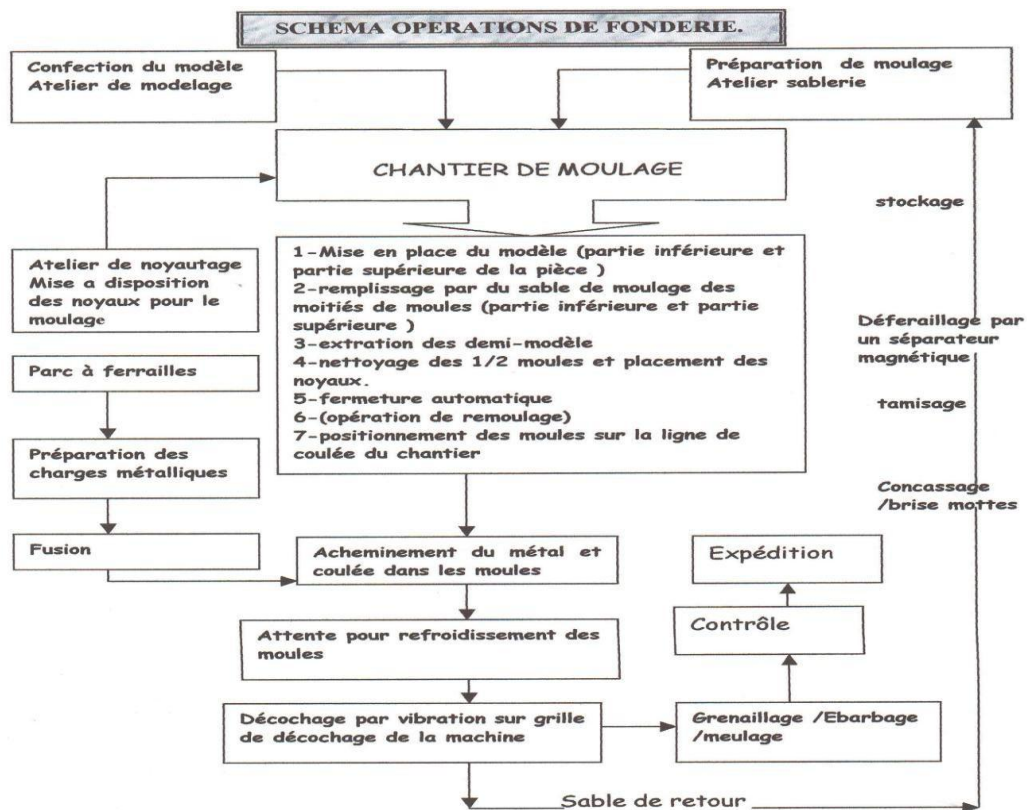 SCHEMA OPERATIONS DE FONDERIE.
Confection du modèle
Atelier de modelage
Préparation de moulage
Atelier sablerie
CHANTIER DE MOULAGE
stockage
Atelier de noyautage
Mise a disposition
des noyaux pour le
moulage
1-Mise en place du modèle (partie inférieure et
partie supérieure de la pièce )
2-remplissage par du sable de moulage des
moitiés de moules (partie inférieure et partie
supérieure )
3-extration des demi-modèle
4-nettoyage des 1/2 moules et placement des
noyaux.
5-fermeture automatique
6-(opération de remoulage)
7-positionnement des moules sur la ligne de
coulée du chantier
Déferaillage par
un séparateur
magnétique
Parc à ferrailles
tamisage
Préparation des
charges métalliques
Concassage
/brise mottes
Fusion
Acheminement du métal et
coulée dans les moules
Expédition
Contrôle
Attente pour refroidissement des
moules
Décochage par vibration sur grille
de décochage de la machine
Grenaillage /Ebarbage
/meulage
Sable de retour